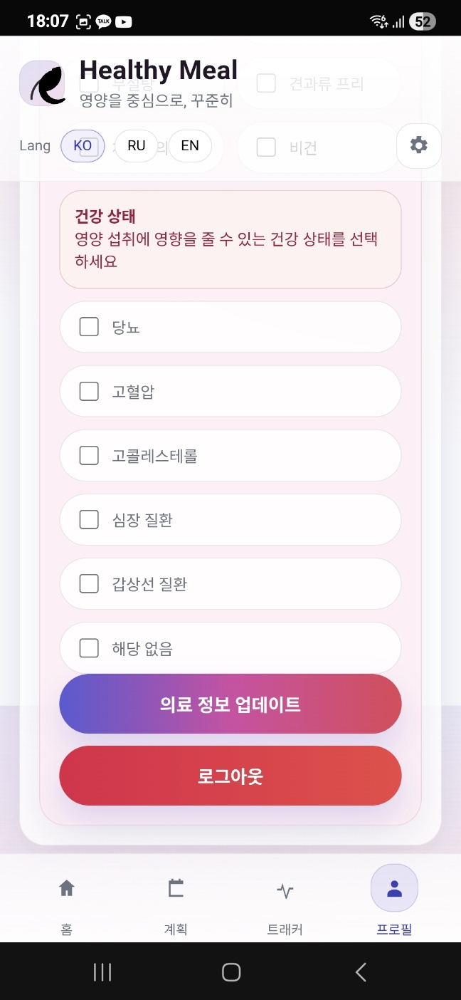 18:07
TALK
6
52
Healthy Meal
무설탕
견과류 프리
영양을 중심으로, 꾸준히
Lang
KO
RU
EN
비건
건강 상태
영양 섭취에 영향을 줄 수 있는 건강 상태를 선택
하세요
당뇨
고혈압
고콜레스테롤
심장 질환
갑상선 질환
해당 없음
의료 정보 업데이트
로그아웃
홈
계획
트래커
프로필